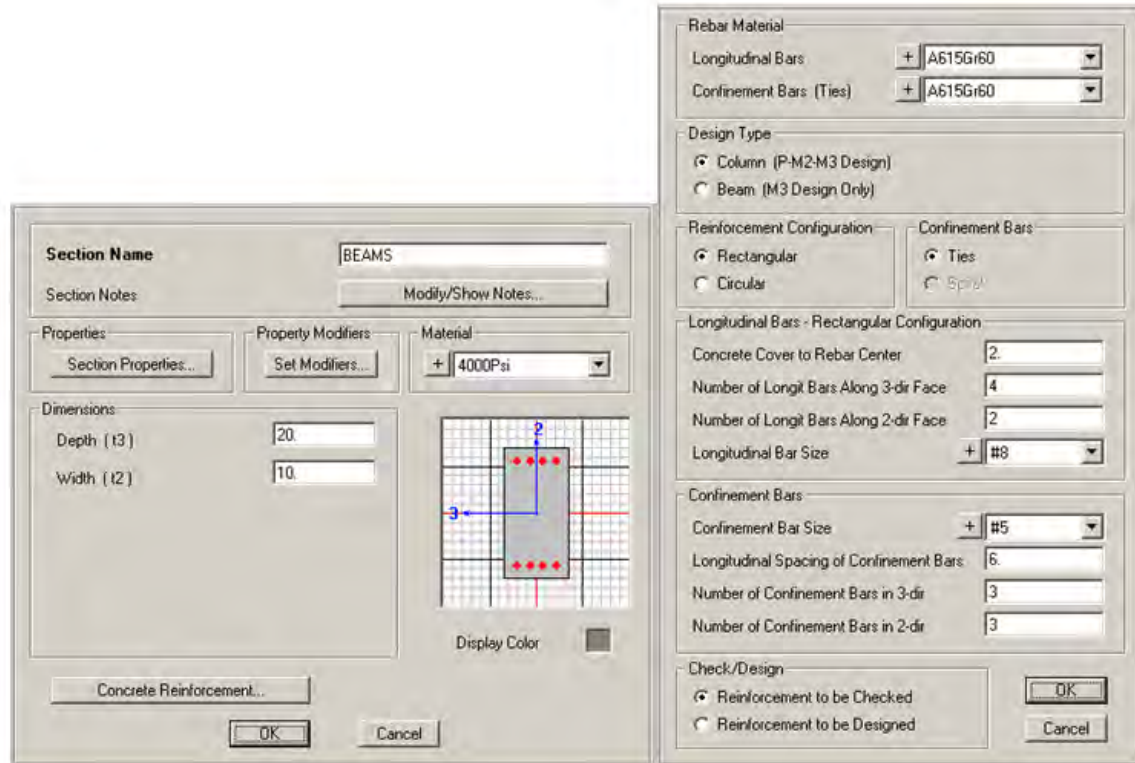 Section Name BEAMS
Section Notes Modify/Show Notes...
Properties Property Modifiers Material
Section Properties... Set Modifiers... + 4000Psi
Dimensions
Depth ( t3 ) 20.
Width ( t2 ) 10.
2
3
Display Color
Concrete Reinforcement...
OK Cancel
Rebar Material
Longitudinal Bars + A615Gr60
Confinement Bars (Ties) + A615Gr60
Design Type
Column (P-M2-M3 Design)
Beam (M3 Design Only)
Reinforcement Configuration Confinement Bars
Rectangular Ties
Circular Spiral
Longitudinal Bars - Rectangular Configuration
Concrete Cover to Rebar Center 2.
Number of Longit Bars Along 3-dir Face 4
Number of Longit Bars Along 2-dir Face 2
Longitudinal Bar Size + #8
Confinement Bars
Confinement Bar Size + #5
Longitudinal Spacing of Confinement Bars 6.
Number of Confinement Bars in 3-dir 3
Number of Confinement Bars in 2-dir 3
Check/Design
Reinforcement to be Checked OK
Reinforcement to be Designed Cancel